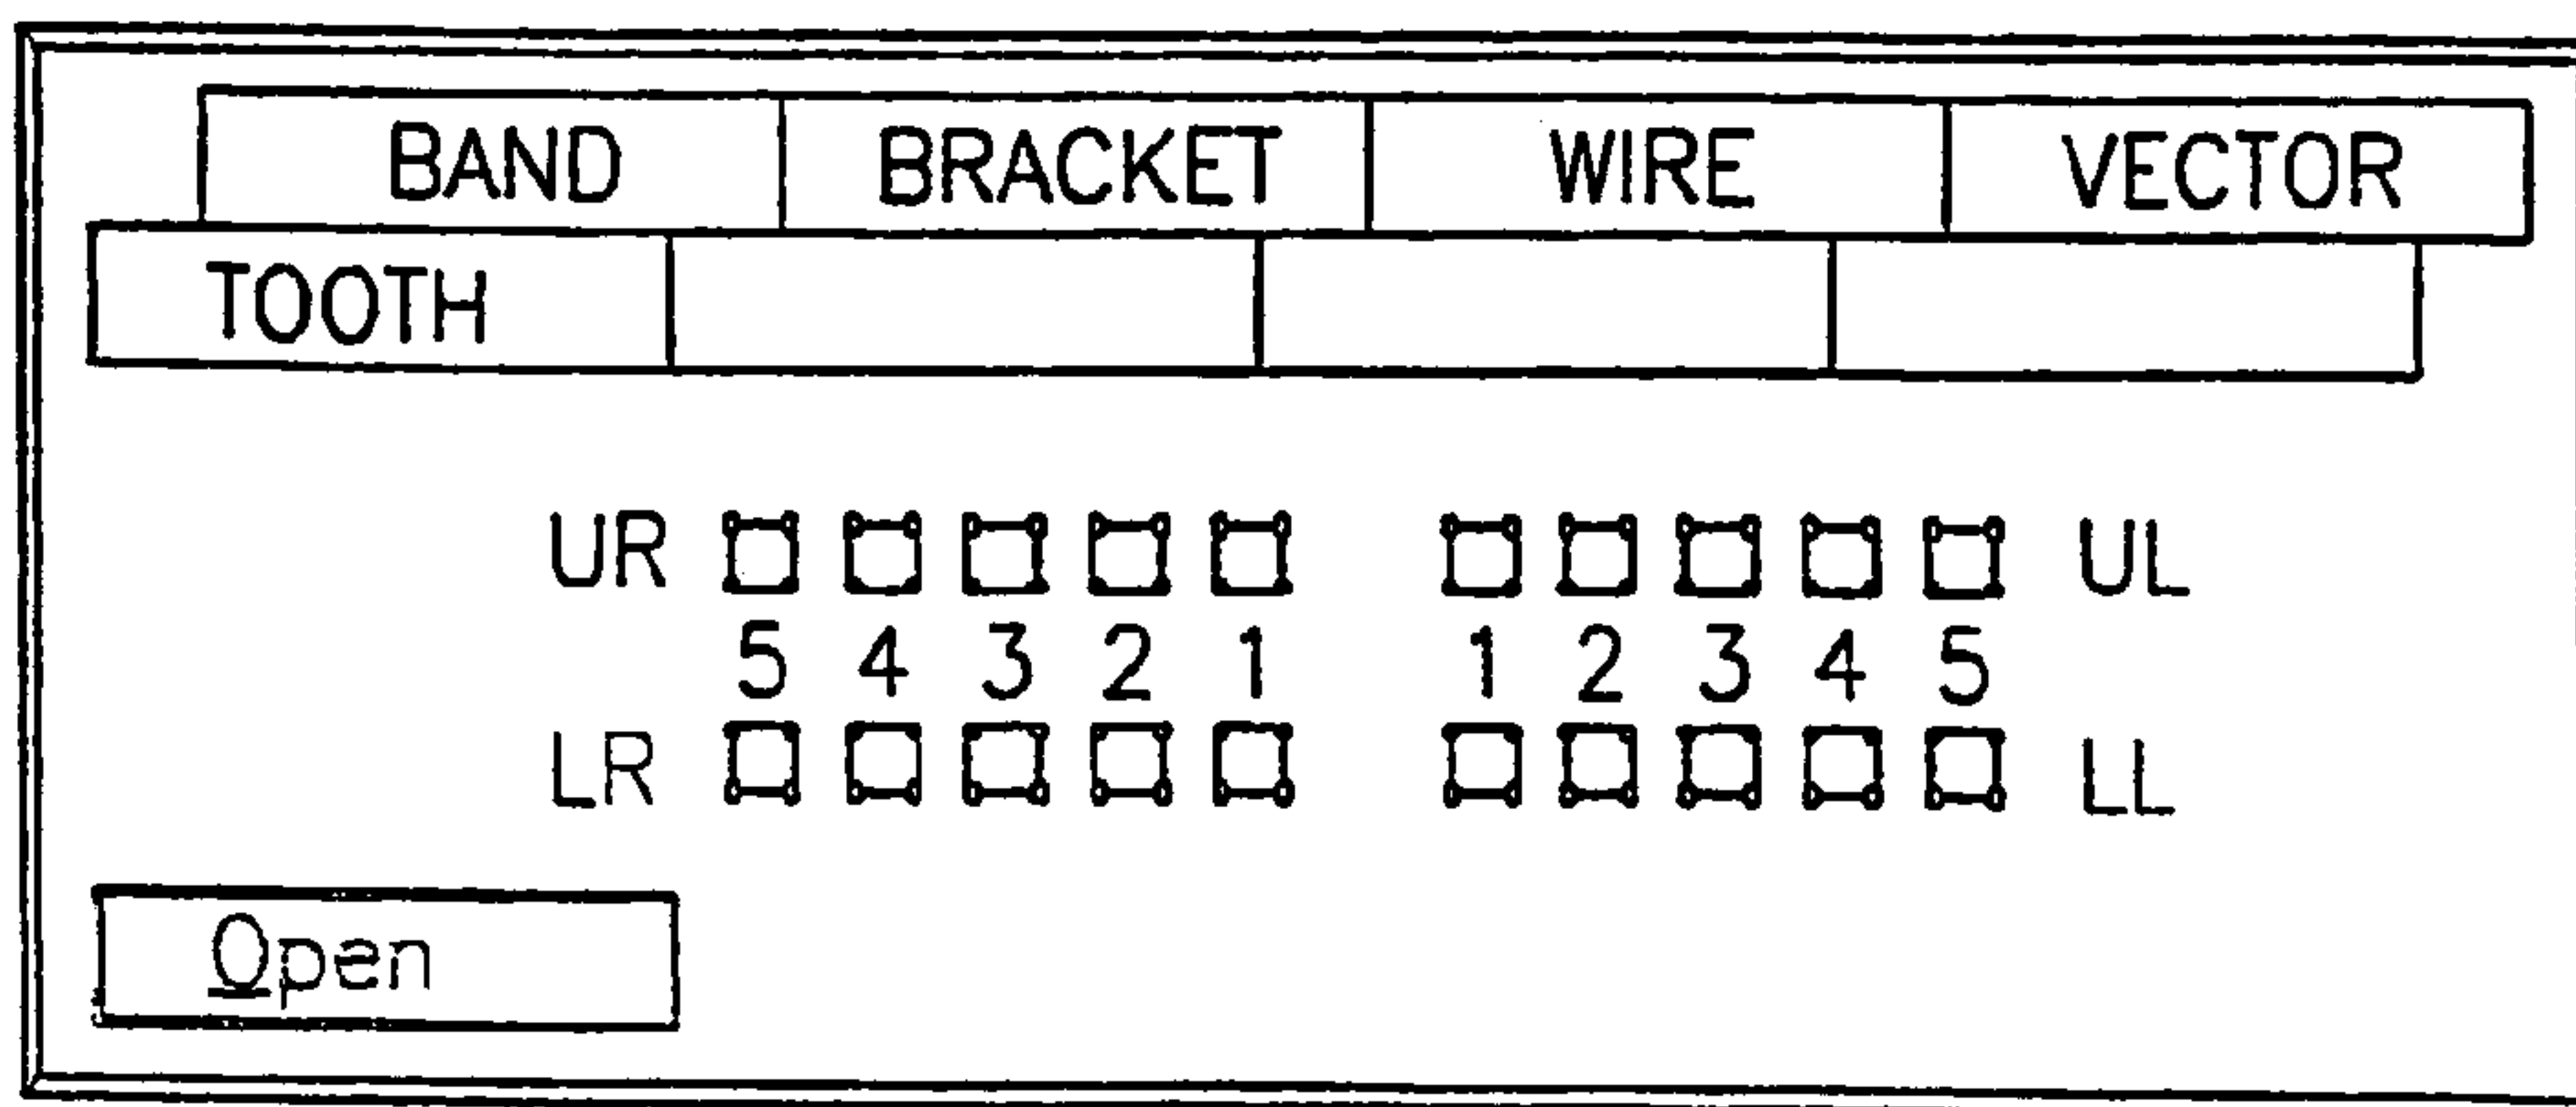 BAND BRACKET WIRE VECTOR
TOOTH
UR UL
5 4 3 2 1 1 2 3 4 5
LR LL
Open